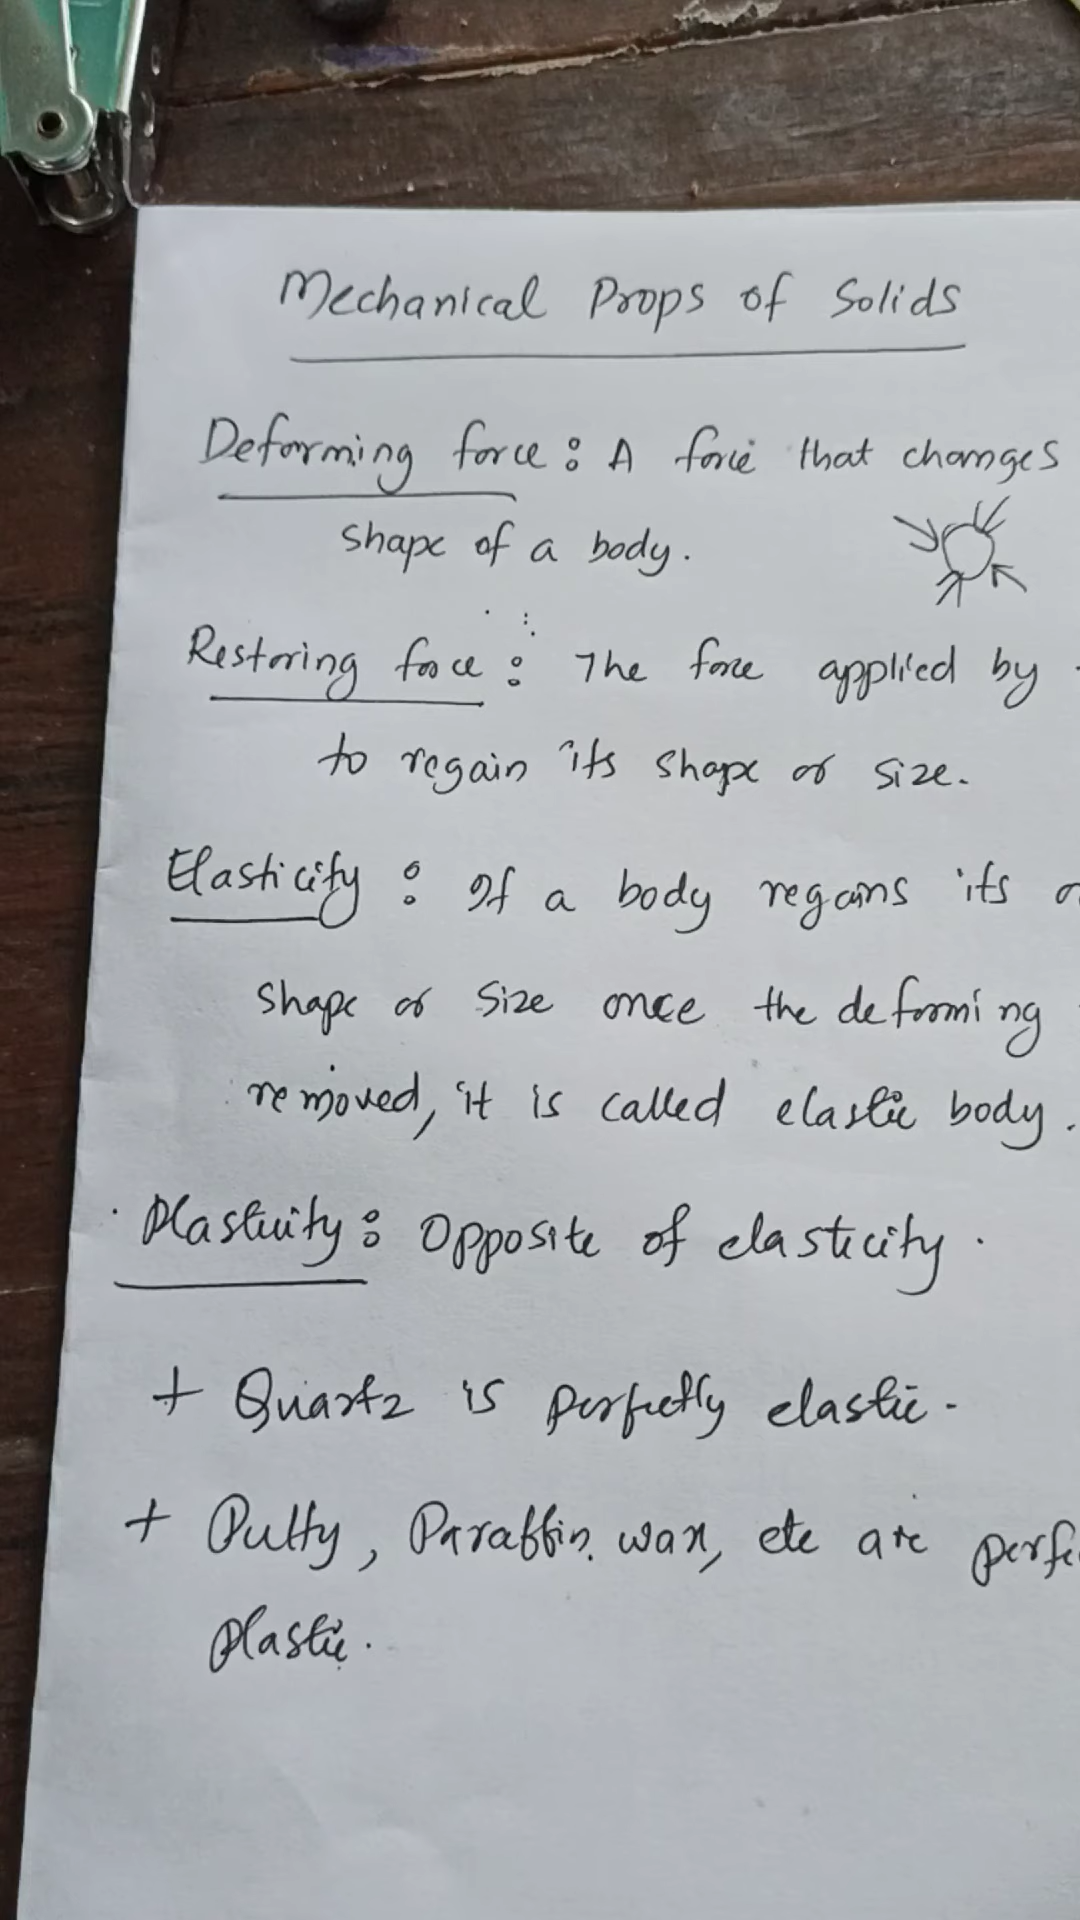 Mechanical Props of Solids
Deforming force : A force that changes
shape of a body.
Restoring force : The force applied by
to regain its shape or size.
Elasticity : If a body regains its
shape or size once the deforming
removed, it is called elastic body.
Plasticity : Opposite of elasticity.
+ Quartz is perfectly elastic.
+ Putty, Paraffin wax, etc are
plastic.